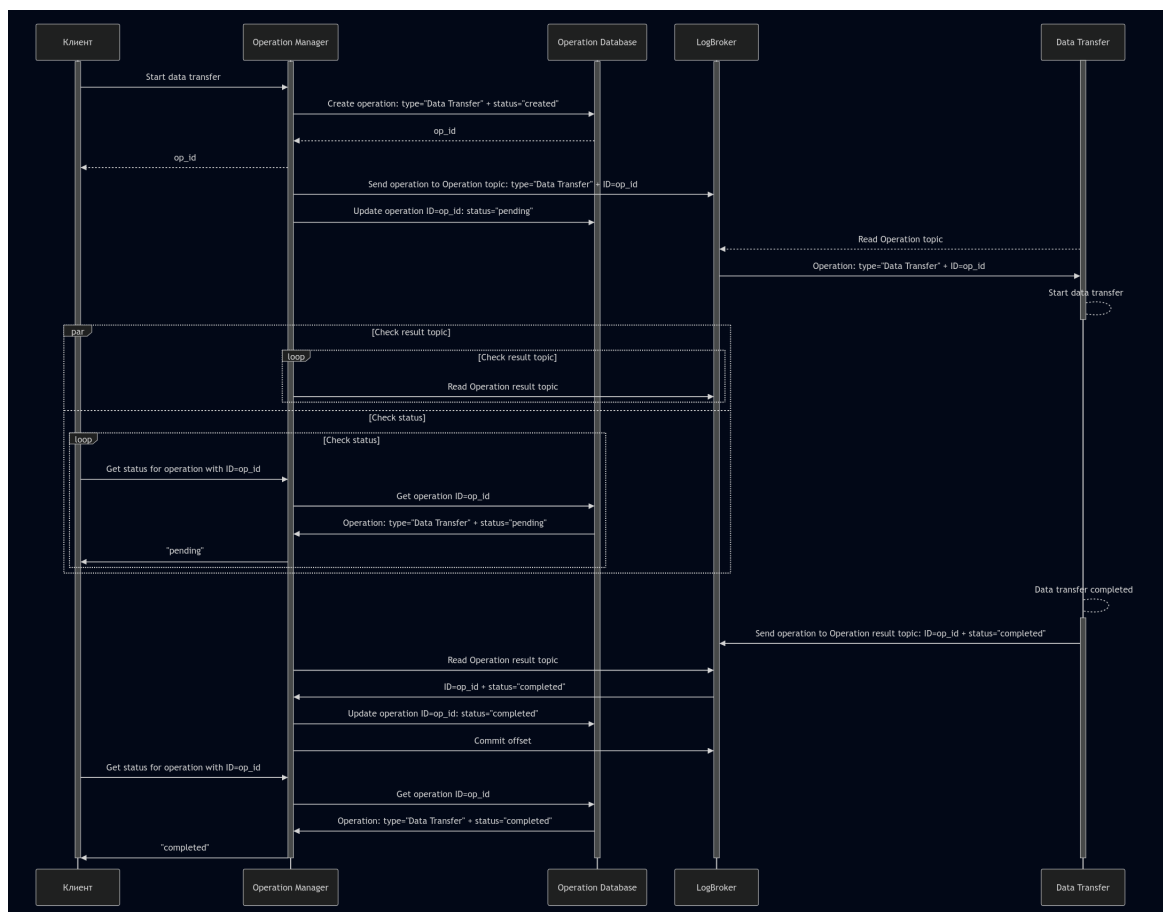 Клиент
Operation Manager
Operation Database
LogBroker
Data Transfer
Start data transfer
Create operation: type="Data Transfer" + status="created"
op_id
op_id
Send operation to Operation topic: type="Data Transfer" + ID=op_id
Update operation ID=op_id: status="pending"
Read Operation topic
Operation: type="Data Transfer" + ID=op_id
Start data transfer
par
[Check result topic]
loop
[Check result topic]
Read Operation result topic
[Check status]
loop
[Check status]
Get status for operation with ID=op_id
Get operation ID=op_id
Operation: type="Data Transfer" + status="pending"
"pending"
Data transfer completed
Send operation to Operation result topic: ID=op_id + status="completed"
Read Operation result topic
ID=op_id + status="completed"
Update operation ID=op_id: status="completed"
Commit offset
Get status for operation with ID=op_id
Get operation ID=op_id
Operation: type="Data Transfer" + status="completed"
"completed"
Клиент
Operation Manager
Operation Database
LogBroker
Data Transfer